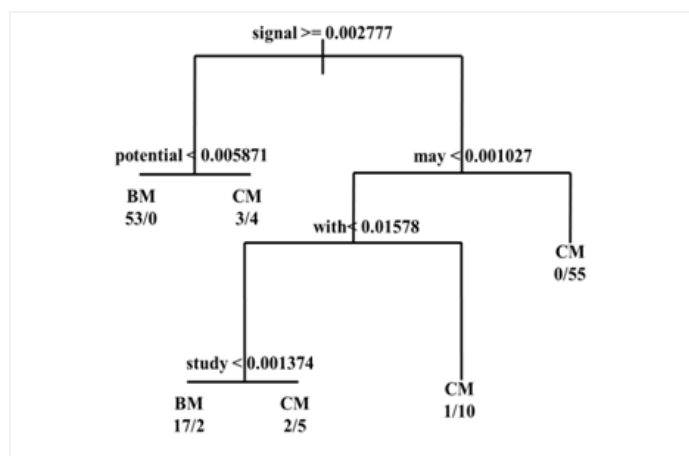 signal >= 0.002777
potential < 0.005871
may < 0.001027
BM
53/0
CM
3/4
with< 0.01578
CM
0/55
study < 0.001374
BM
17/2
CM
2/5
CM
1/10